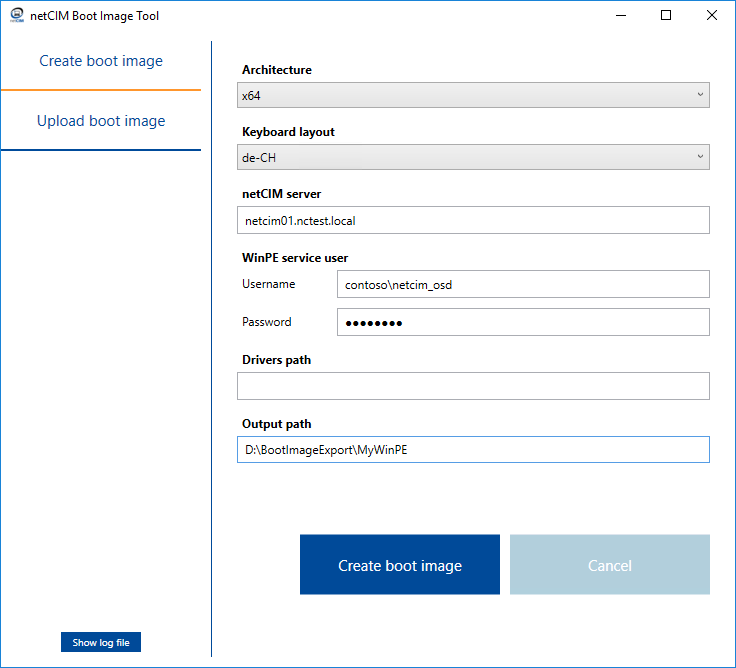 netCIM Boot Image Tool
Create boot image
Upload boot image
Show log file
Architecture
x64
Keyboard layout
de-CH
netCIM server
netcim01.nctest.local
WinPE service user
Username
contoso\netcim_osd
Password
●●●●●●●●
Drivers path
Output path
D:\BootImageExport\MyWinPE
Create boot image
Cancel